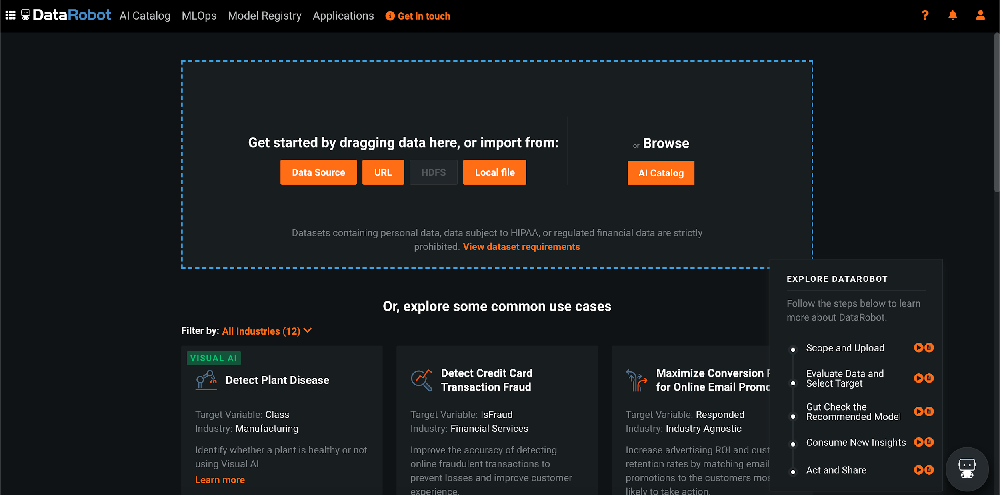 DataRobot AI Catalog MLOps Model Registry Applications Get in touch
Get started by dragging data here, or import from:
Data Source URL HDFS Local file
or Browse
AI Catalog
Datasets containing personal data, data subject to HIPAA, or regulated financial data are strictly
prohibited. View dataset requirements
Or, explore some common use cases
Filter by: All Industries (12)
VISUAL AI
Detect Plant Disease
Target Variable: Class
Industry: Manufacturing
Identify whether a plant is healthy or not
using Visual AI
Learn more
Detect Credit Card
Transaction Fraud
Target Variable: IsFraud
Industry: Financial Services
Improve the accuracy of detecting
online fraudulent transactions to
prevent losses and improve customer
experience.
Maximize Conversion
for Online Email
Target Variable: Responded
Industry: Industry Agnostic
Increase advertising ROI and
retention rates by matching email
promotions to the customers
likely to take action.
EXPLORE DATAROBOT
Follow the steps below to learn
more about DataRobot.
Scope and Upload
Evaluate Data and
Select Target
Gut Check the
Recommended Model
Consume New Insights
Act and Share